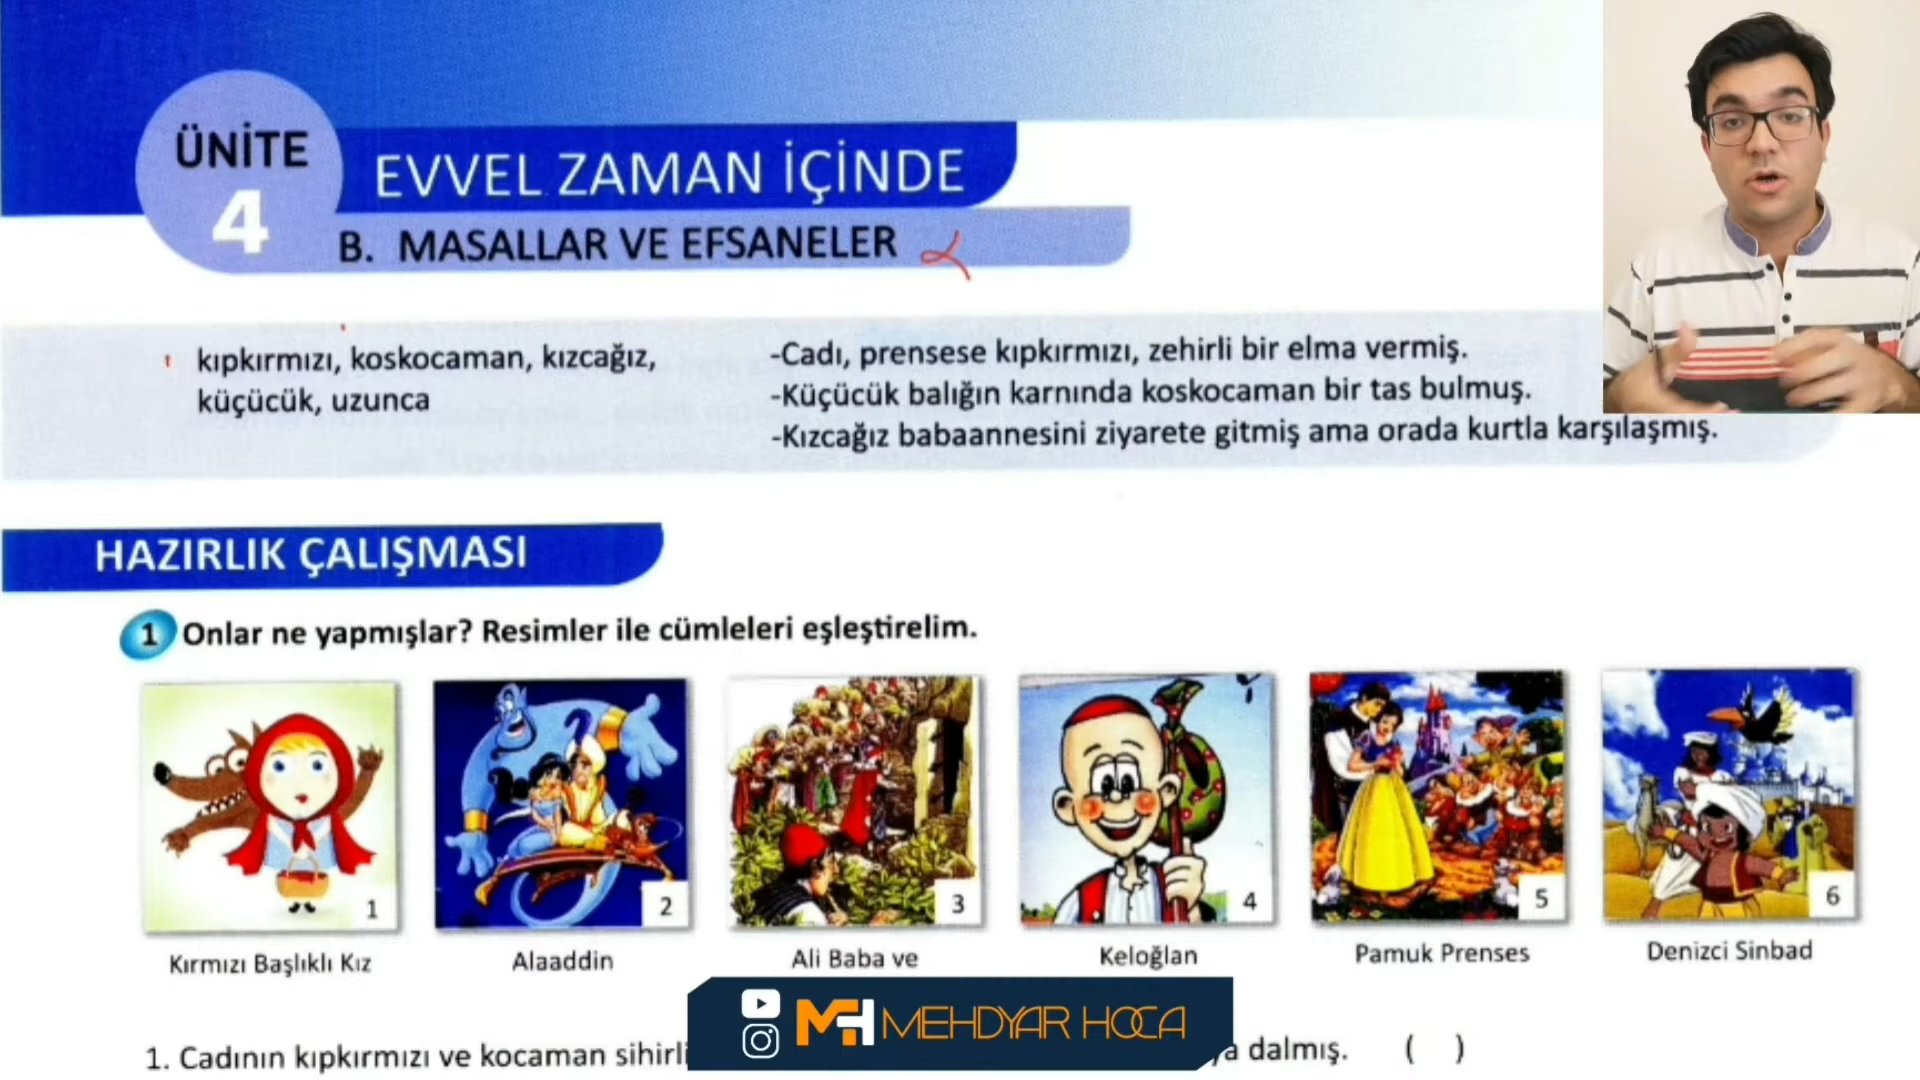 ÜNİTE
4
EVVEL ZAMAN İÇİNDE
B. MASALLAR VE EFSANELER
kıpkırmızı, koskocaman, kızcağız,
küçücük, uzunca
-Cadı, prensese kıpkırmızı, zehirli bir elma vermiş.
-Küçücük balığın karnında koskocaman bir tas bulmuş.
-Kızcağız babaannesini ziyarete gitmiş ama orada kurtla karşılaşmış.
HAZIRLIK ÇALIŞMASI
1 Onlar ne yapmışlar? Resimler ile cümleleri eşleştirelim.
1
2
3
4
5
6
Kırmızı Başlıklı Kız
Alaaddin
Ali Baba ve
Keloğlan
Pamuk Prenses
Denizci Sinbad
1. Cadının kıpkırmızı ve kocaman sihirli dalmış. ( )
MH MEHDYAR HOCA